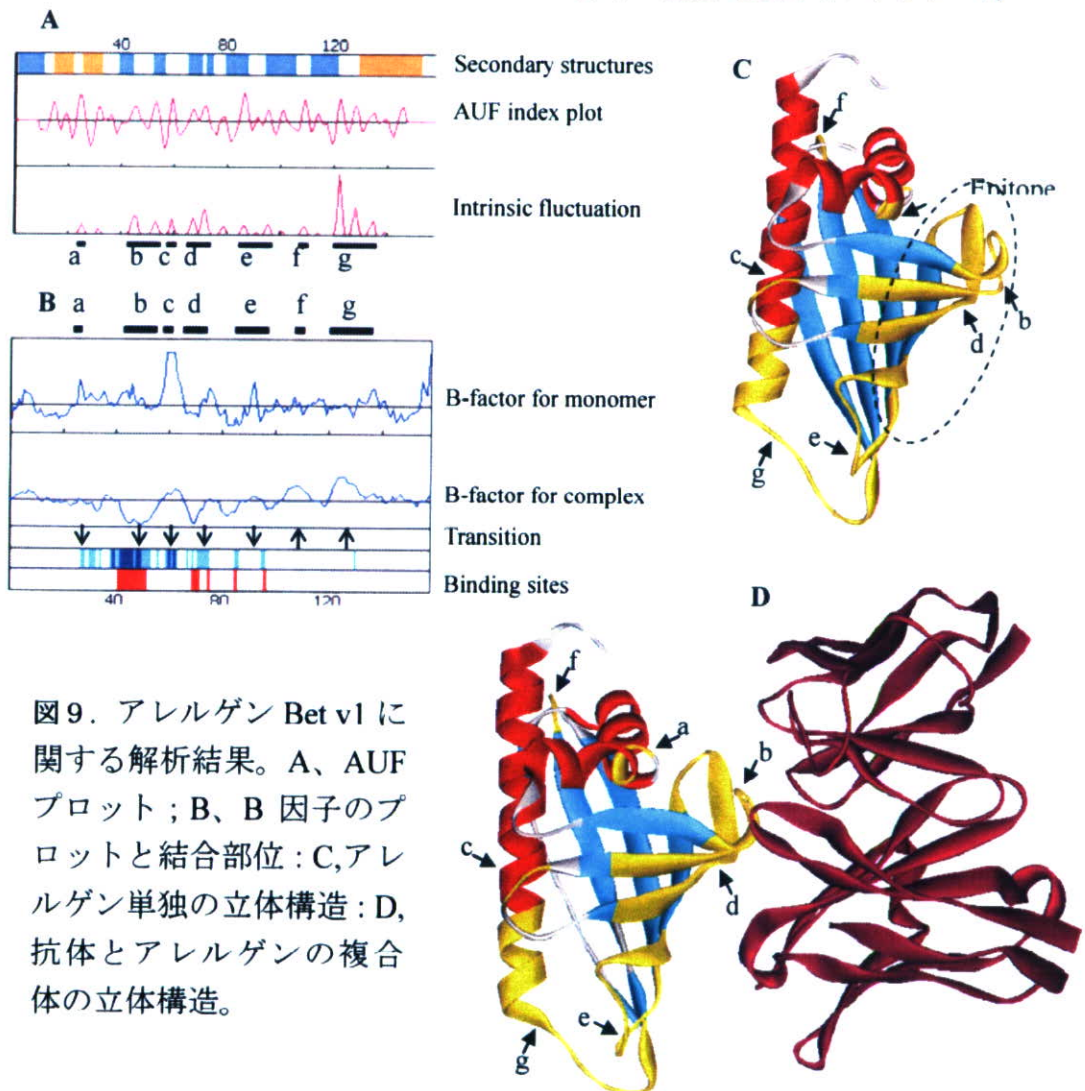 A
40 80 120
Secondary structures
AUF index plot
Intrinsic fluctuation
a b c d e f g
B a b c d e f g
B-factor for monomer
B-factor for complex
Transition
Binding sites
40 120
C
f
Epitope
c
b
d
e
g
D
f
a
b
c
d
e
g
図9. アレルゲン Bet v1 に
関する解析結果。A、AUF
プロット；B、B 因子のプ
ロットと結合部位：C,アレ
ルゲン単独の立体構造：D,
抗体とアレルゲンの複合
体の立体構造。